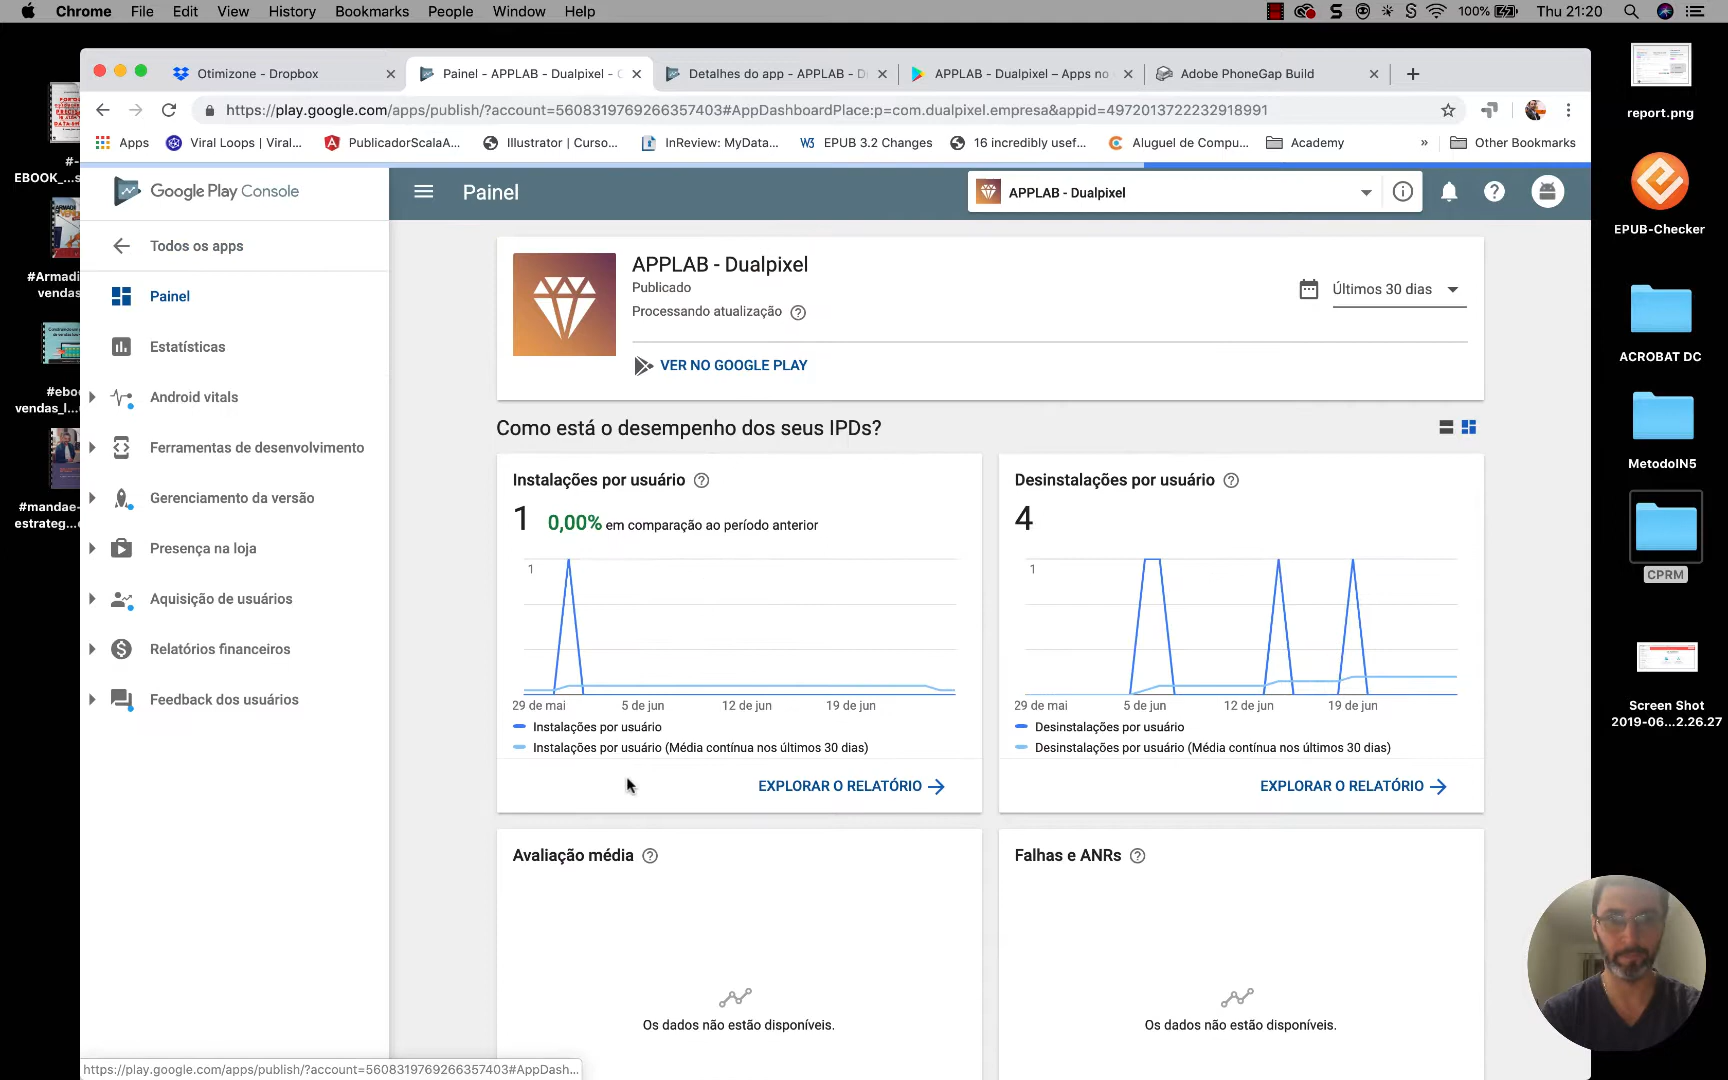 Chrome File Edit View History Bookmarks People Window Help 100% Thu 21:20
Otimizone - Dropbox
Painel - APPLAB - Dualpixel -
Detalhes do app - APPLAB - D
APPLAB - Dualpixel – Apps no
Adobe PhoneGap Build
https://play.google.com/apps/publish/?account=5608319769266357403#AppDashboardPlace:p=com.dualpixel.empresa&appid=4972013722232918991
Apps
Viral Loops | Viral...
PublicadorScalaA...
Illustrator | Curso...
InReview: MyData...
EPUB 3.2 Changes
16 incredibly usef...
Aluguel de Compu...
Academy
»
Other Bookmarks
Google Play Console
Painel
APPLAB - Dualpixel
Todos os apps
Painel
Estatísticas
Android vitals
Ferramentas de desenvolvimento
Gerenciamento da versão
Presença na loja
Aquisição de usuários
Relatórios financeiros
Feedback dos usuários
APPLAB - Dualpixel
Publicado
Processando atualização
Últimos 30 dias
VER NO GOOGLE PLAY
Como está o desempenho dos seus IPDs?
Instalações por usuário
1 0,00% em comparação ao período anterior
1
29 de mai 5 de jun 12 de jun 19 de jun
Instalações por usuário
Instalações por usuário (Média contínua nos últimos 30 dias)
EXPLORAR O RELATÓRIO
Desinstalações por usuário
4
1
29 de mai 5 de jun 12 de jun 19 de jun
Desinstalações por usuário
Desinstalações por usuário (Média contínua nos últimos 30 dias)
EXPLORAR O RELATÓRIO
Avaliação média
Os dados não estão disponíveis.
Falhas e ANRs
Os dados não estão disponíveis.
https://play.google.com/apps/publish/?account=5608319769266357403#AppDash...
#-
EBOOK_...s
#Armadi
vendas
#ebo
vendas_l...
#mandae-
estrateg...
report.png
EPUB-Checker
ACROBAT DC
MetodoIN5
CPRM
Screen Shot
2019-06...2.26.27